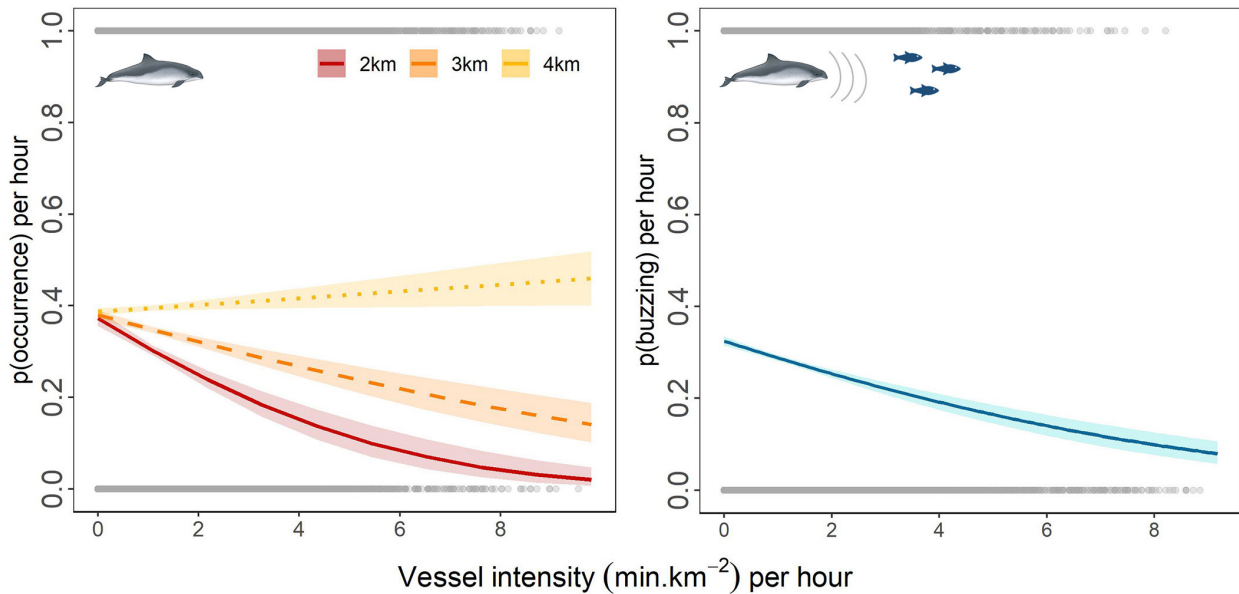 p(occurrence) per hour
1.0
0.8
0.6
0.4
0.2
0.0
2km 3km 4km
0 2 4 6 8
p(buzzing) per hour
1.0
0.8
0.6
0.4
0.2
0.0
0 2 4 6 8
Vessel intensity (min.km⁻²) per hour